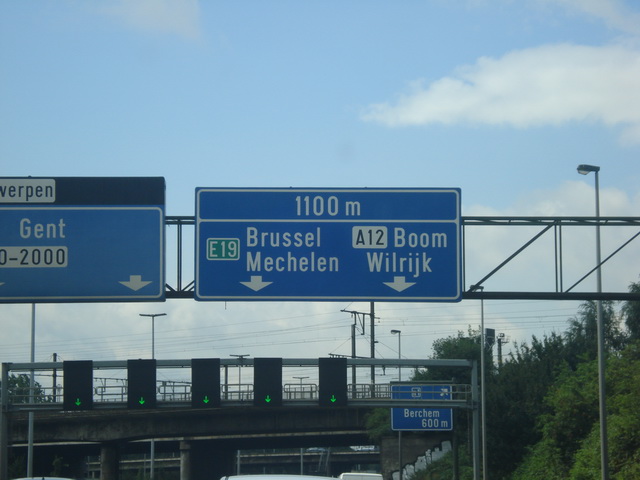 verpen
Gent
0-2000
1100 m
E19 Brussel
Mechelen
A12 Boom
Wilrijk
Berchem
600 m